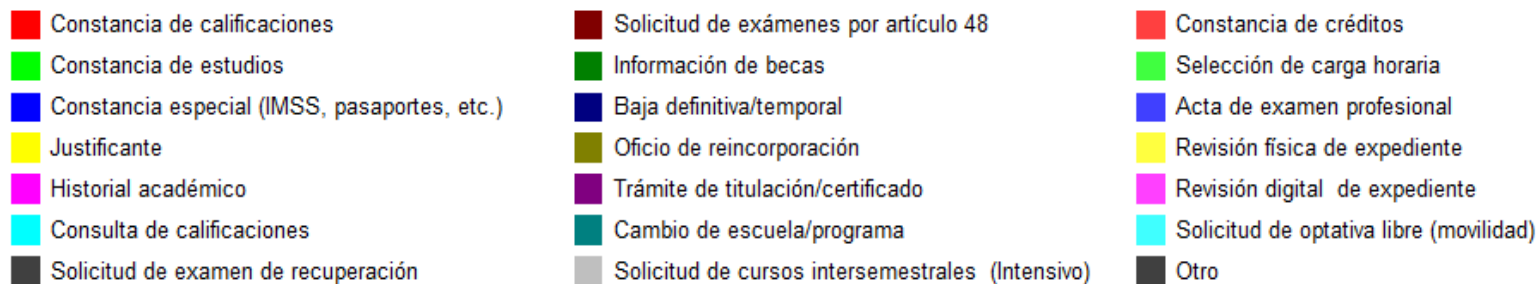 Constancia de calificaciones
Constancia de estudios
Constancia especial (IMSS, pasaportes, etc.)
Justificante
Historial académico
Consulta de calificaciones
Solicitud de examen de recuperación
Solicitud de exámenes por artículo 48
Información de becas
Baja definitiva/temporal
Oficio de reincorporación
Trámite de titulación/certificado
Cambio de escuela/programa
Solicitud de cursos intersemestrales (Intensivo)
Constancia de créditos
Selección de carga horaria
Acta de examen profesional
Revisión física de expediente
Revisión digital de expediente
Solicitud de optativa libre (movilidad)
Otro